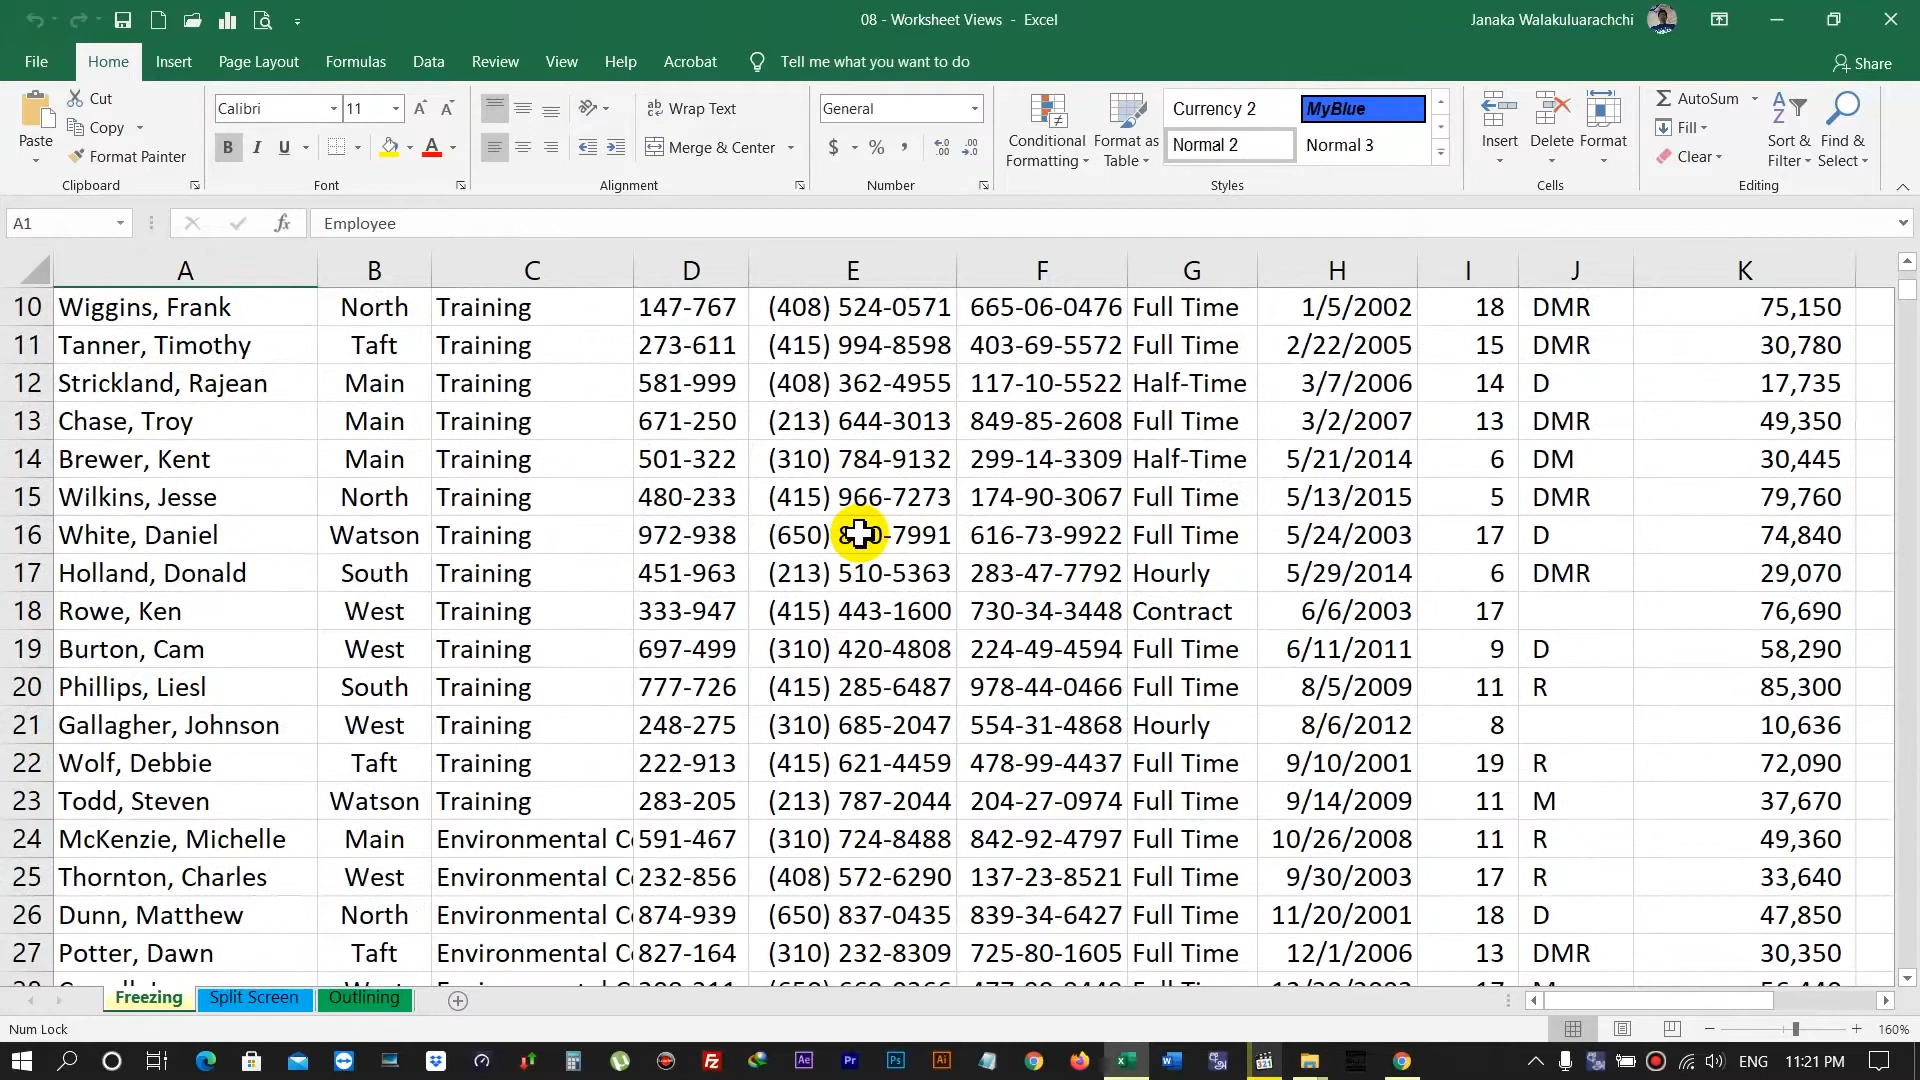 08 - Worksheet Views - Excel
Janaka Walakuluarachchi
File Home Insert Page Layout Formulas Data Review View Help Acrobat Tell me what you want to do Share
Paste
Cut
Copy
Format Painter
Clipboard
Calibri 11
B I U A
Font
Wrap Text
Merge & Center
Alignment
General
$ % ,
Number
Conditional Formatting
Format as Table
Currency 2 MyBlue
Normal 2 Normal 3
Styles
Insert Delete Format
Cells
AutoSum
Fill
Clear
Sort & Filter
Find & Select
Editing
A1 fx Employee
A B C D E F G H I J K
10 Wiggins, Frank North Training 147-767 (408) 524-0571 665-06-0476 Full Time 1/5/2002 18 DMR 75,150
11 Tanner, Timothy Taft Training 273-611 (415) 994-8598 403-69-5572 Full Time 2/22/2005 15 DMR 30,780
12 Strickland, Rajean Main Training 581-999 (408) 362-4955 117-10-5522 Half-Time 3/7/2006 14 D 17,735
13 Chase, Troy Main Training 671-250 (213) 644-3013 849-85-2608 Full Time 3/2/2007 13 DMR 49,350
14 Brewer, Kent Main Training 501-322 (310) 784-9132 299-14-3309 Half-Time 5/21/2014 6 DM 30,445
15 Wilkins, Jesse North Training 480-233 (415) 966-7273 174-90-3067 Full Time 5/13/2015 5 DMR 79,760
16 White, Daniel Watson Training 972-938 (650) -7991 616-73-9922 Full Time 5/24/2003 17 D 74,840
17 Holland, Donald South Training 451-963 (213) 510-5363 283-47-7792 Hourly 5/29/2014 6 DMR 29,070
18 Rowe, Ken West Training 333-947 (415) 443-1600 730-34-3448 Contract 6/6/2003 17 76,690
19 Burton, Cam West Training 697-499 (310) 420-4808 224-49-4594 Full Time 6/11/2011 9 D 58,290
20 Phillips, Liesl South Training 777-726 (415) 285-6487 978-44-0466 Full Time 8/5/2009 11 R 85,300
21 Gallagher, Johnson West Training 248-275 (310) 685-2047 554-31-4868 Hourly 8/6/2012 8 10,636
22 Wolf, Debbie Taft Training 222-913 (415) 621-4459 478-99-4437 Full Time 9/10/2001 19 R 72,090
23 Todd, Steven Watson Training 283-205 (213) 787-2044 204-27-0974 Full Time 9/14/2009 11 M 37,670
24 McKenzie, Michelle Main Environmental C 591-467 (310) 724-8488 842-92-4797 Full Time 10/26/2008 11 R 49,360
25 Thornton, Charles West Environmental C 232-856 (408) 572-6290 137-23-8521 Full Time 9/30/2003 17 R 33,640
26 Dunn, Matthew North Environmental C 874-939 (650) 837-0435 839-34-6427 Full Time 11/20/2001 18 D 47,850
27 Potter, Dawn Taft Environmental C 827-164 (310) 232-8309 725-80-1605 Full Time 12/1/2006 13 DMR 30,350
Freezing Split Screen Outlining
Num Lock 160%
Ae Pr Ps Ai ENG 11:21 PM